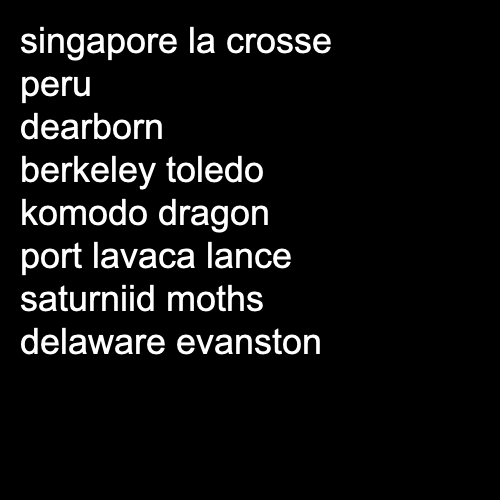 singapore la crosse
peru
dearborn
berkeley toledo
komodo dragon
port lavaca lance
saturniid moths
delaware evanston